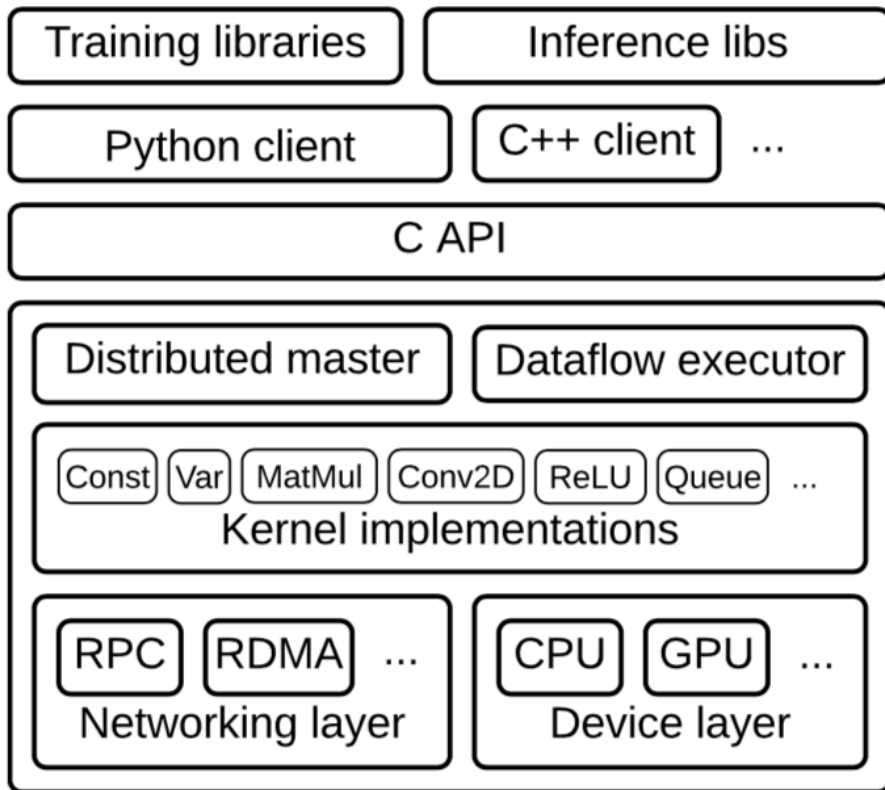 Training libraries
Inference libs
Python client
C++ client
...
C API
Distributed master
Dataflow executor
Const
Var
MatMul
Conv2D
ReLU
Queue
...
Kernel implementations
RPC
RDMA
...
Networking layer
CPU
GPU
...
Device layer